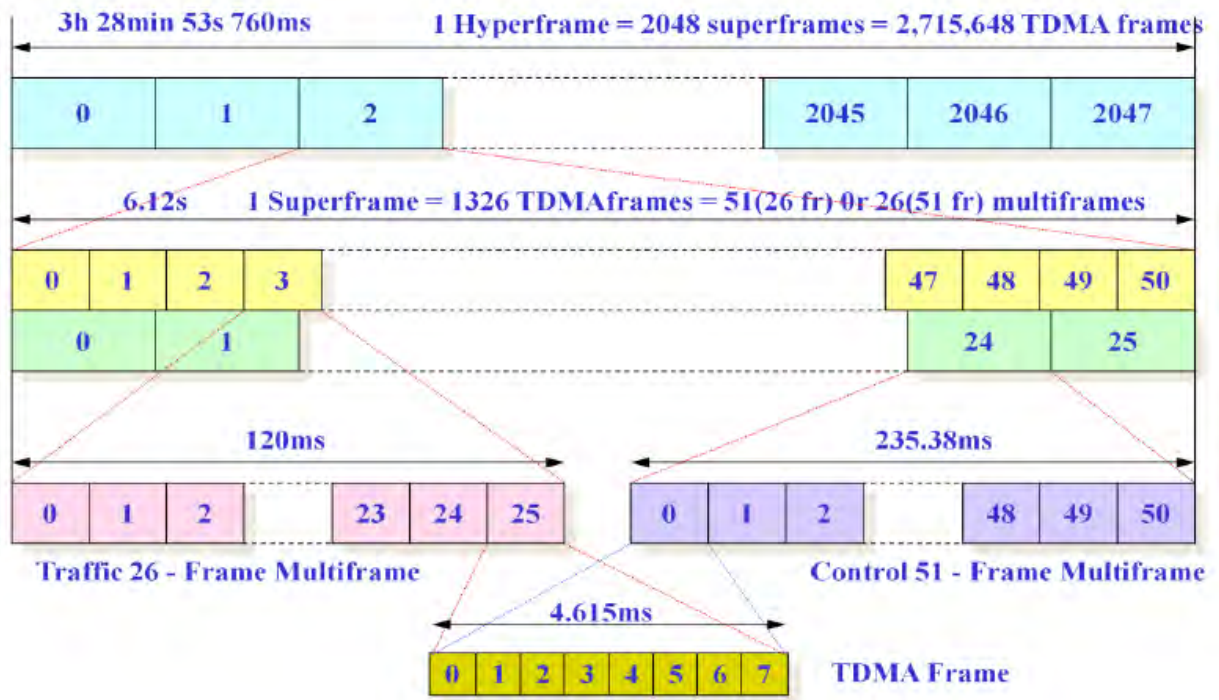 3h 28min 53s 760ms 1 Hyperframe = 2048 superframes = 2,715,648 TDMA frames
0 1 2 2045 2046 2047
6.12s 1 Superframe = 1326 TDMAframes = 51(26 fr) 0r 26(51 fr) multiframes
0 1 2 3 47 48 49 50
0 1 24 25
120ms 235.38ms
0 1 2 23 24 25 0 1 2 48 49 50
Traffic 26 - Frame Multiframe Control 51 - Frame Multiframe
4.615ms
0 1 2 3 4 5 6 7 TDMA Frame